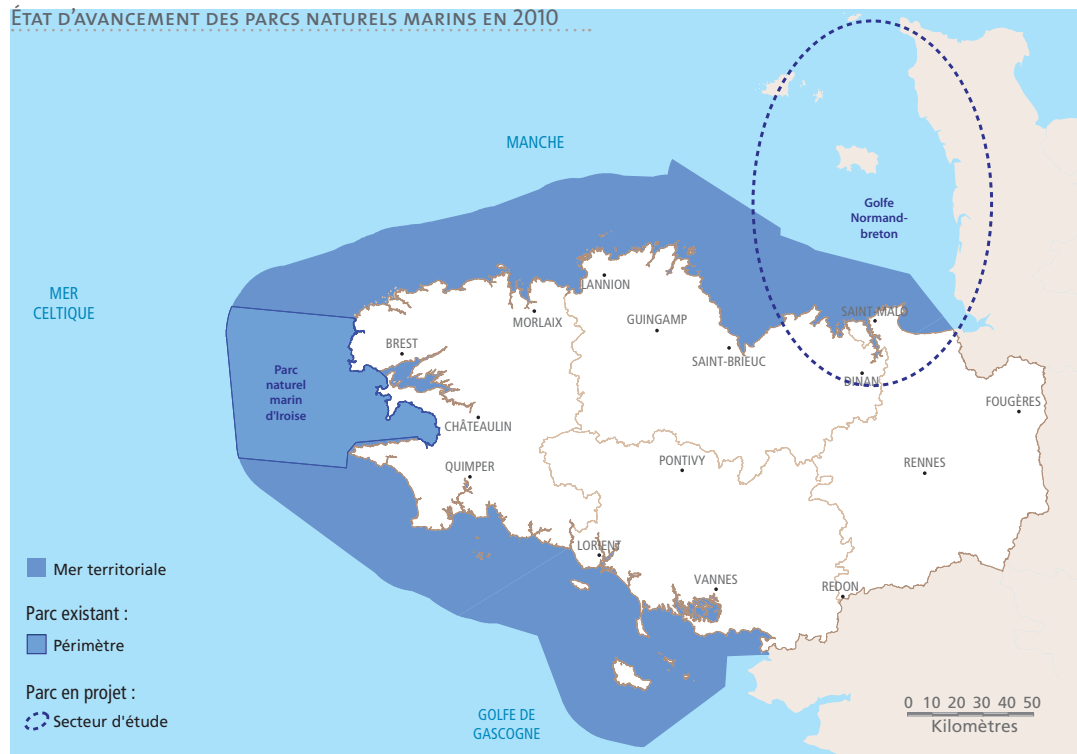 ÉTAT D'AVANCEMENT DES PARCS NATURELS MARINS EN 2010
MANCHE
Golfe
Normand-
breton
MER
CELTIQUE
LANNION
MORLAIX
GUINGAMP
SAINT-MALO
BREST
SAINT-BRIEUC
Parc
naturel
marin
d'Iroise
DINAN
FOUGÈRES
CHÂTEAULIN
QUIMPER
PONTIVY
RENNES
LORIENT
VANNES
REDON
Mer territoriale
Parc existant :
Périmètre
Parc en projet :
Secteur d'étude
GOLFE DE
GASCOGNE
0 10 20 30 40 50
Kilomètres